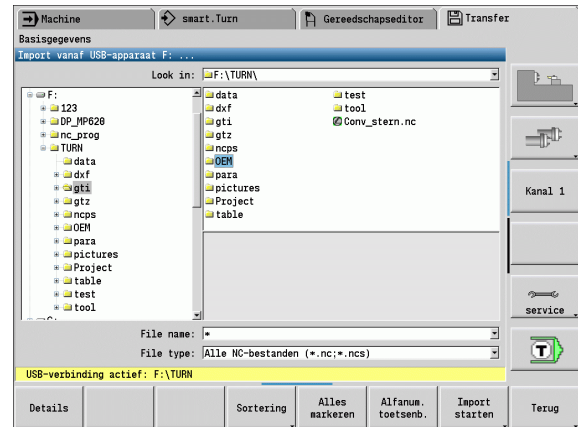 Machine
smart.Turn
Gereedschapseditor
Transfer
Basisgegevens
Import vanaf USB-apparaat F: ...
Look in: F:\TURN\
F:
123
DP_MP620
nc_prog
TURN
data
dxf
gti
gtz
ncps
OEM
para
pictures
Project
table
test
tool
data
dxf
gti
gtz
ncps
OEM
para
pictures
Project
table
test
tool
Conv_stern.nc
Kanal 1
service
T
File name: *
File type: Alle NC-bestanden (*.nc;*.ncs)
USB-verbinding actief: F:\TURN
Details
Sortering
Alles markeren
Alfanum. toetsenb.
Import starten
Terug